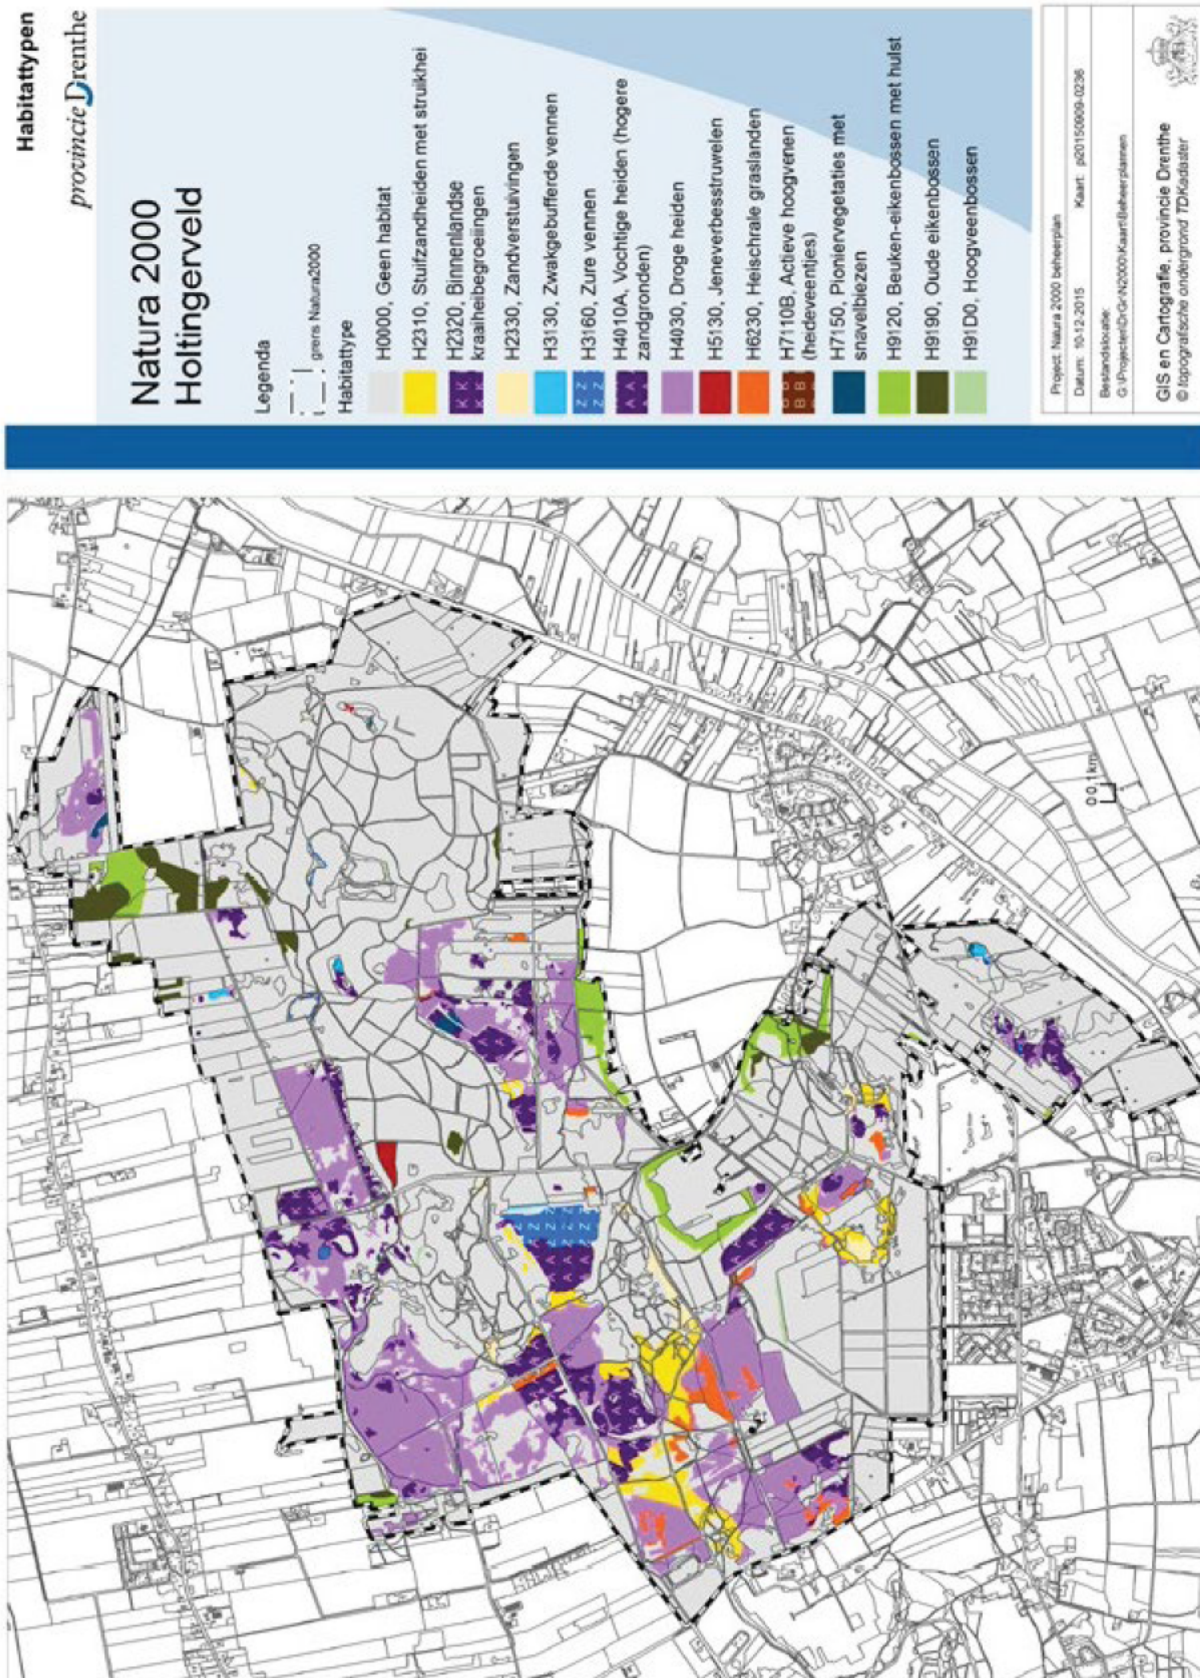 Habitattypen
provincie Drenthe
Natura 2000
Holtingerveld
Legenda
grens Natura2000
Habitattype
H0000, Geen habitat
H2310, Stuifzandheiden met struikhei
H2320, Binnenlandse
kraaiheibegroeiingen
H2330, Zandverstuivingen
H3130, Zwakgebufferde vennen
H3160, Zure vennen
H4010A, Vochtige heiden (hogere
zandgronden)
H4030, Droge heiden
H5130, Jeneverbesstruwelen
H6230, Heischrale graslanden
H7110B, Actieve hoogvenen
(heideveentjes)
H7150, Pioniervegetaties met
snavelbiezen
H9120, Beuken-eikenbossen met hulst
H9190, Oude eikenbossen
H91D0, Hoogveenbossen
Project: Natura 2000 beheerplan
Datum: 10-12-2015 Kaart: p20150909-0236
Bestandslocatie:
GIS en Cartografie, provincie Drenthe
© topografische ondergrond TDKadaster